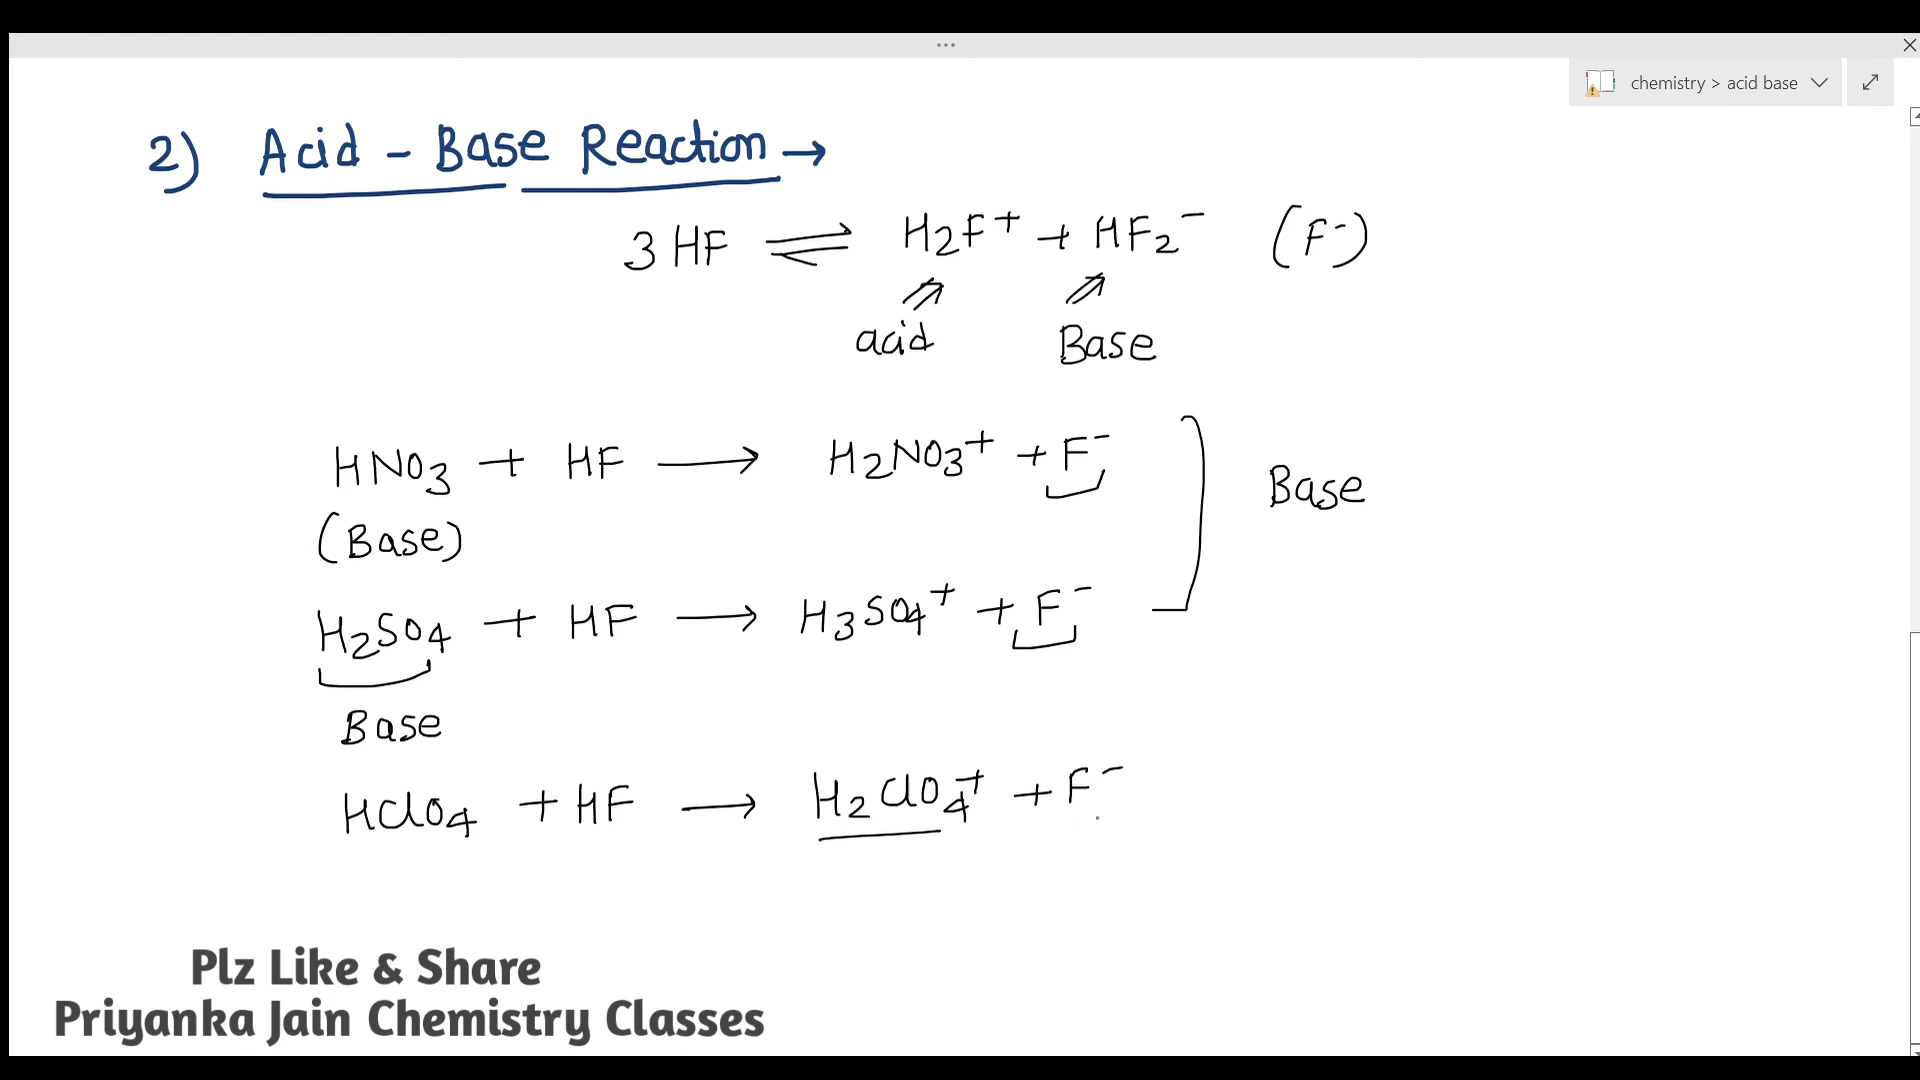 chemistry > acid base
2) Acid - Base Reaction →
3 HF ⇌ H2F+ + HF2- (F-)
acid Base
HNO3 + HF → H2NO3+ + F-
Base
(Base)
H2SO4 + HF → H3SO4+ + F-
Base
HClO4 + HF → H2ClO4+ + F-
Plz Like & Share
Priyanka Jain Chemistry Classes